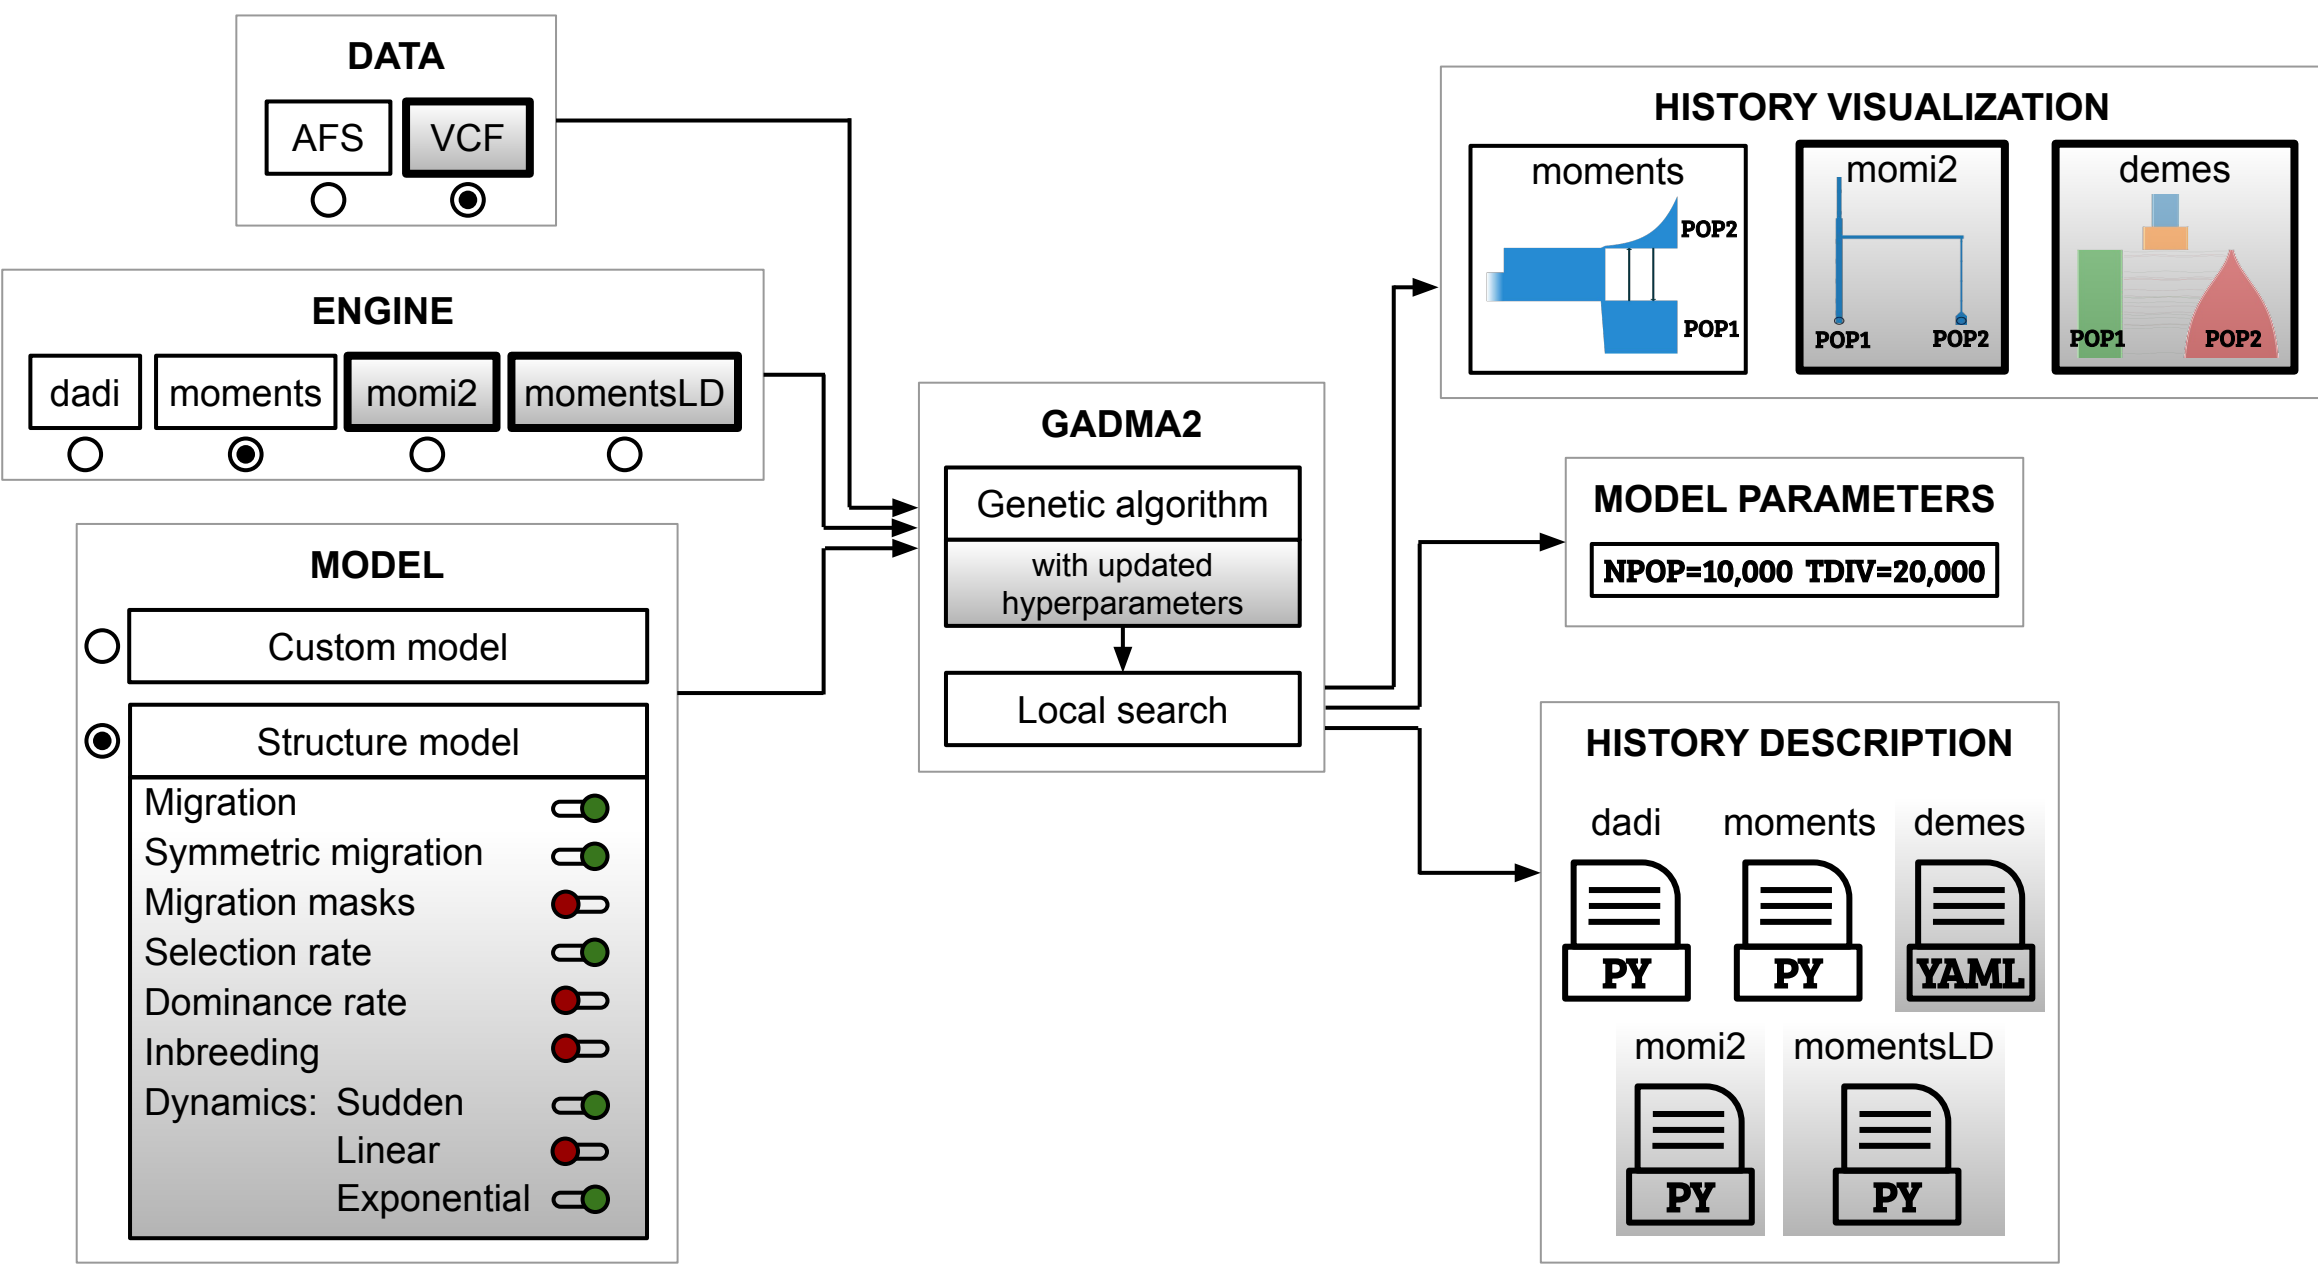 DATA
AFS
VCF
ENGINE
dadi
moments
momi2
momentsLD
MODEL
Custom model
Structure model
Migration
Symmetric migration
Migration masks
Selection rate
Dominance rate
Inbreeding
Dynamics: Sudden
Linear
Exponential
GADMA2
Genetic algorithm
with updated
hyperparameters
Local search
HISTORY VISUALIZATION
moments
POP2
POP1
momi2
POP1
POP2
demes
POP1
POP2
MODEL PARAMETERS
NPOP=10,000 TDIV=20,000
HISTORY DESCRIPTION
dadi
PY
moments
PY
demes
YAML
momi2
PY
momentsLD
PY